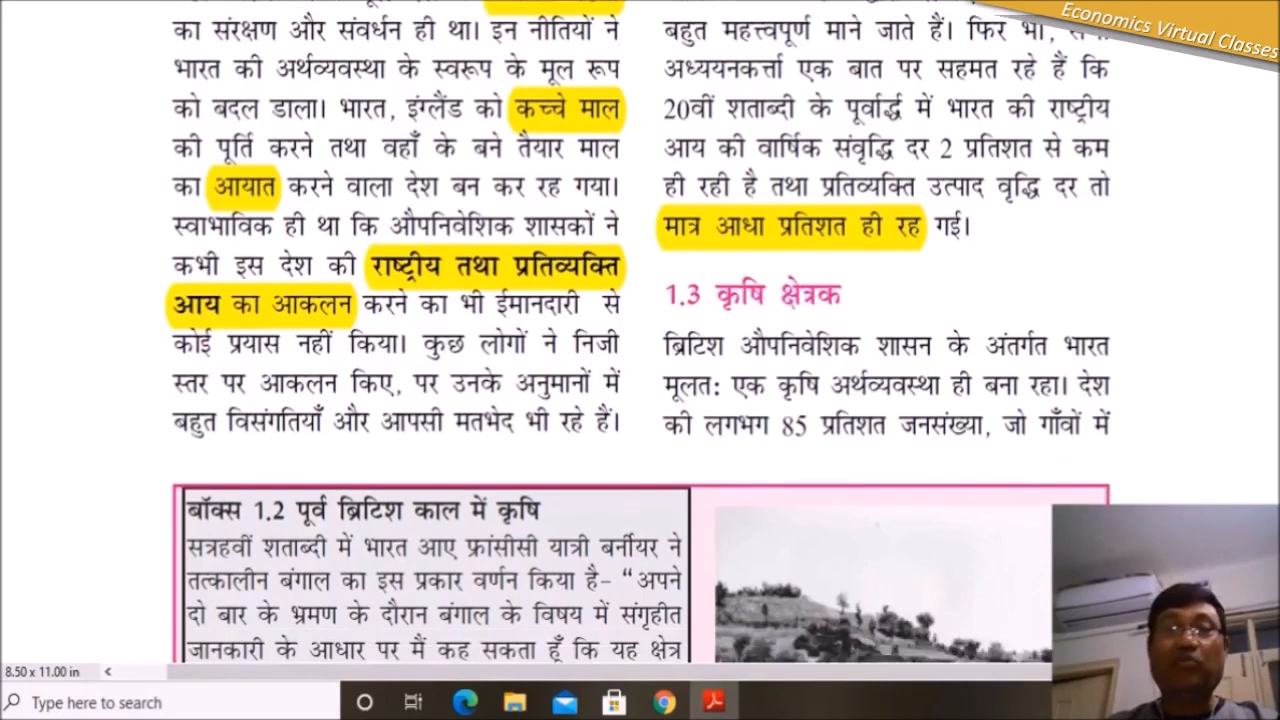 Economics Virtual Classes
का संरक्षण और संवर्धन ही था। इन नीतियों ने
भारत की अर्थव्यवस्था के स्वरूप के मूल रूप
को बदल डाला। भारत, इंग्लैंड को कच्चे माल
की पूर्ति करने तथा वहाँ के बने तैयार माल
का आयात करने वाला देश बन कर रह गया।
स्वाभाविक ही था कि औपनिवेशिक शासकों ने
कभी इस देश की राष्ट्रीय तथा प्रतिव्यक्ति
आय का आकलन करने का भी ईमानदारी से
कोई प्रयास नहीं किया। कुछ लोगों ने निजी
स्तर पर आकलन किए, पर उनके अनुमानों में
बहुत विसंगतियाँ और आपसी मतभेद भी रहे हैं।
बहुत महत्त्वपूर्ण माने जाते हैं। फिर भी,
अध्ययनकर्त्ता एक बात पर सहमत रहे हैं कि
20वीं शताब्दी के पूर्वार्द्ध में भारत की राष्ट्रीय
आय की वार्षिक संवृद्धि दर 2 प्रतिशत से कम
ही रही है तथा प्रतिव्यक्ति उत्पाद वृद्धि दर तो
मात्र आधा प्रतिशत ही रह गई।
1.3 कृषि क्षेत्रक
ब्रिटिश औपनिवेशिक शासन के अंतर्गत भारत
मूलत: एक कृषि अर्थव्यवस्था ही बना रहा। देश
की लगभग 85 प्रतिशत जनसंख्या, जो गाँवों में
बॉक्स 1.2 पूर्व ब्रिटिश काल में कृषि
सत्रहवीं शताब्दी में भारत आए फ्रांसीसी यात्री बर्नीयर ने
तत्कालीन बंगाल का इस प्रकार वर्णन किया है- “अपने
दो बार के भ्रमण के दौरान बंगाल के विषय में संगृहीत
जानकारी के आधार पर मैं कह सकता हूँ कि यह क्षेत्र
8.50 x 11.00 in
Type here to search